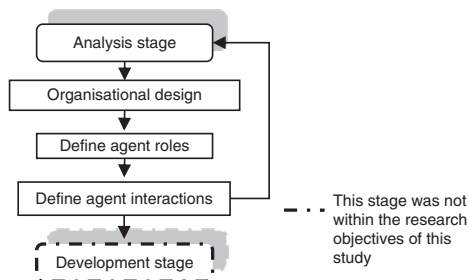 Analysis stage
Organisational design
Define agent roles
Define agent interactions
Development stage
This stage was not
within the research
objectives of this
study